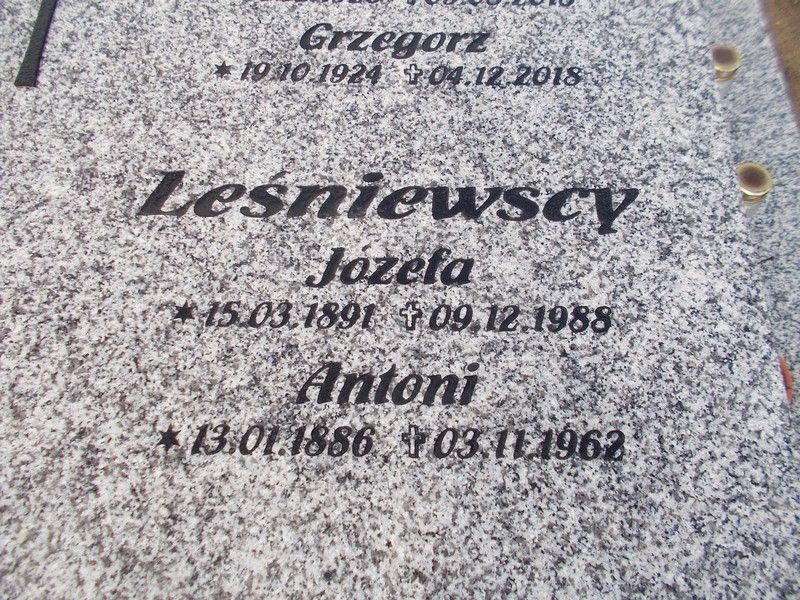 Grzegorz
* 19.10.1924 ✝ 04.12.2018
Leśniewscy
Józefa
* 15.03.1891 ✝ 09.12.1988
Antoni
* 13.01.1886 ✝ 03.11.1962